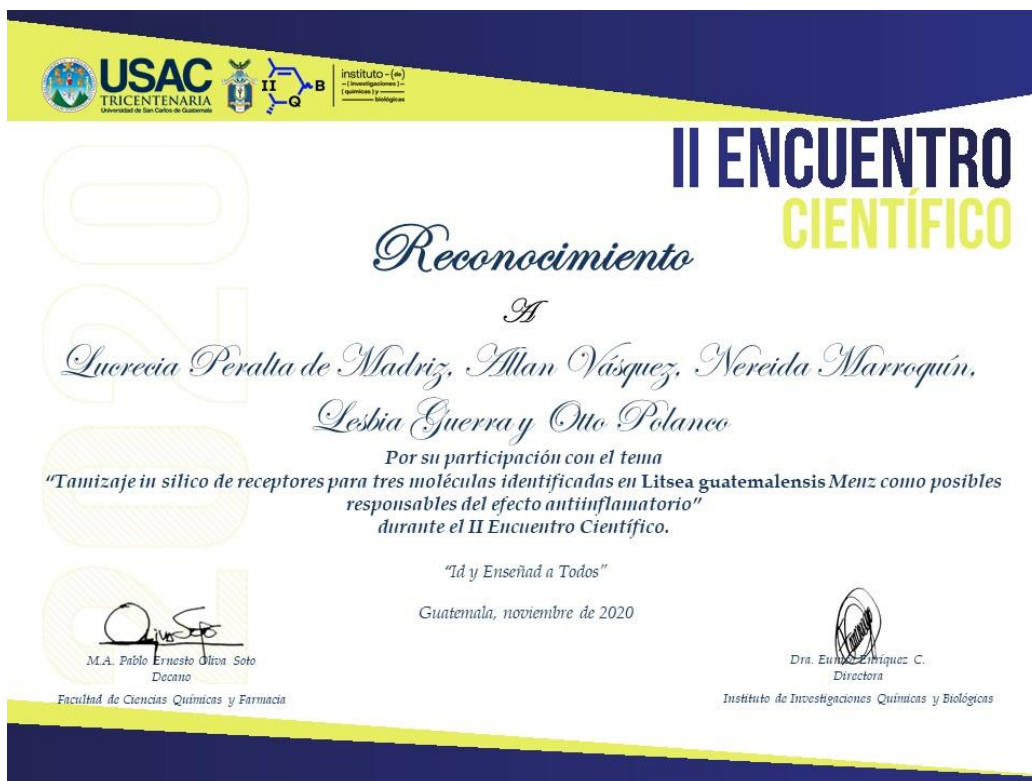 USAC
TRICENTENARIA
Universidad de San Carlos de Guatemala
II Q B
instituto-(de)
-(investigaciones)-
(químicas) y
biológicas
II ENCUENTRO
CIENTÍFICO
2020
Reconocimiento
A
Lucrecia Peralta de Madriz, Allan Vásquez, Nereida Marroquín,
Lesbia Guerra y Otto Polanco
Por su participación con el tema
“Tamizaje in silico de receptores para tres moléculas identificadas en Litsea guatemalensis Menz como posibles
responsables del efecto antiinflamatorio”
durante el II Encuentro Científico.
“Id y Enseñad a Todos”
Guatemala, noviembre de 2020
M.A. Pablo Ernesto Oliva Soto
Decano
Facultad de Ciencias Químicas y Farmacia
Dra. Enríquez C.
Directora
Instituto de Investigaciones Químicas y Biológicas